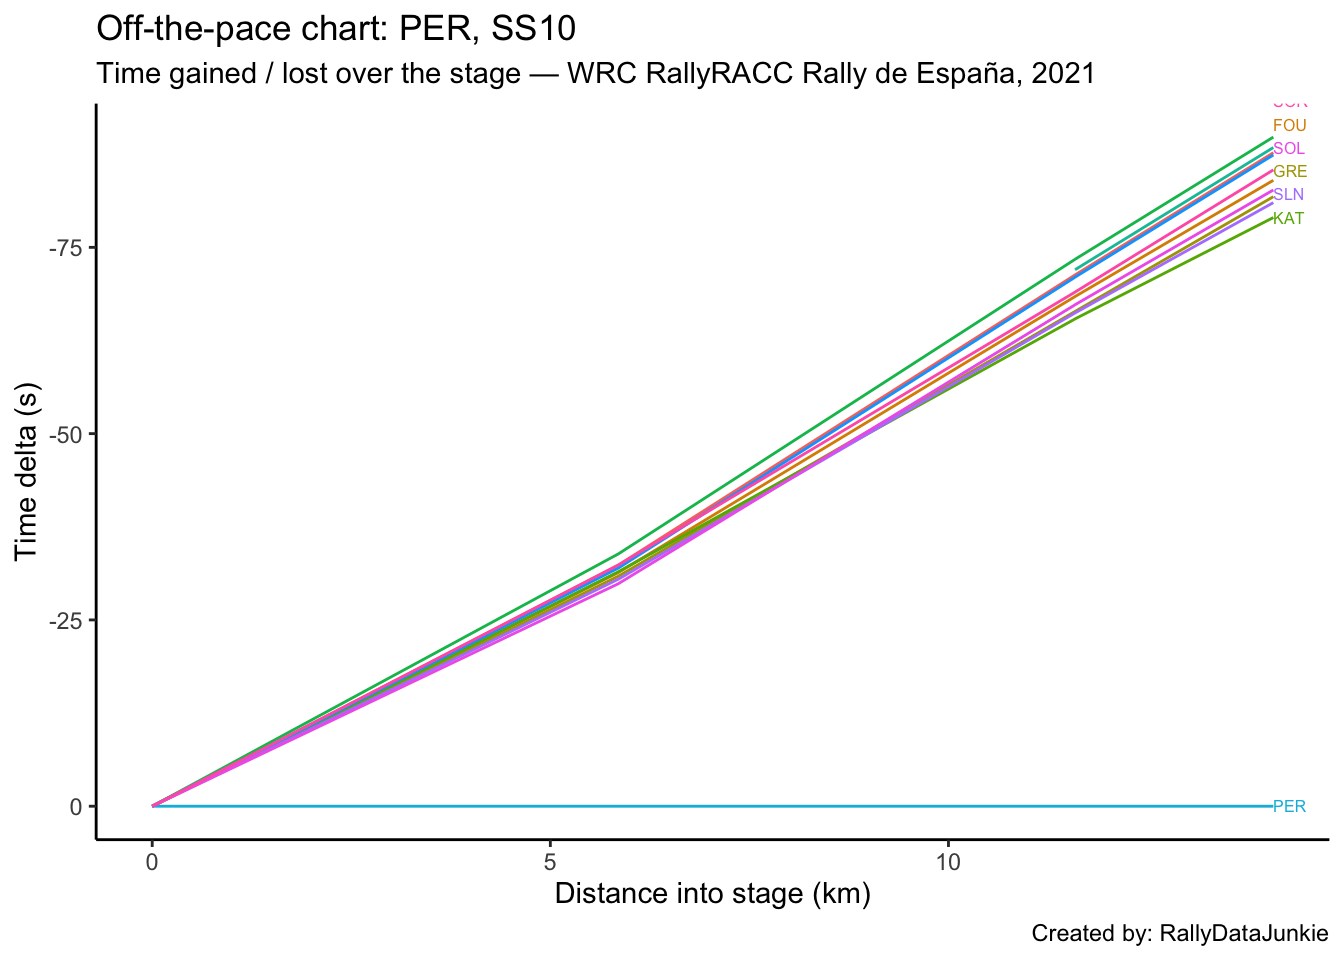 Off-the-pace chart: PER, SS10
Time gained / lost over the stage — WRC RallyRACC Rally de España, 2021
FOU
SOL
GRE
SLN
KAT
-75
-50
-25
0
PER
Time delta (s)
0 5 10
Distance into stage (km)
Created by: RallyDataJunkie